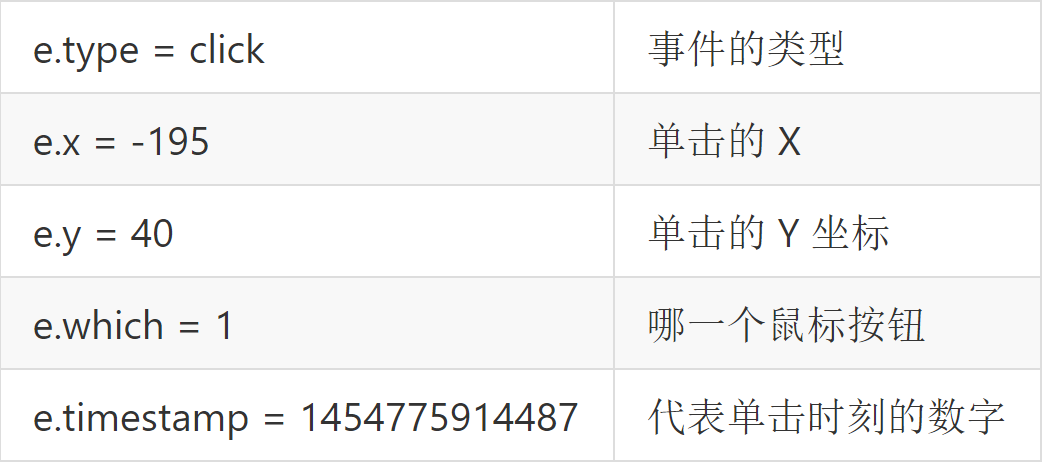 e.type = click 事件的类型
e.x = -195 单击的 X
e.y = 40 单击的 Y 坐标
e.which = 1 哪一个鼠标按钮
e.timestamp = 1454775914487 代表单击时刻的数字